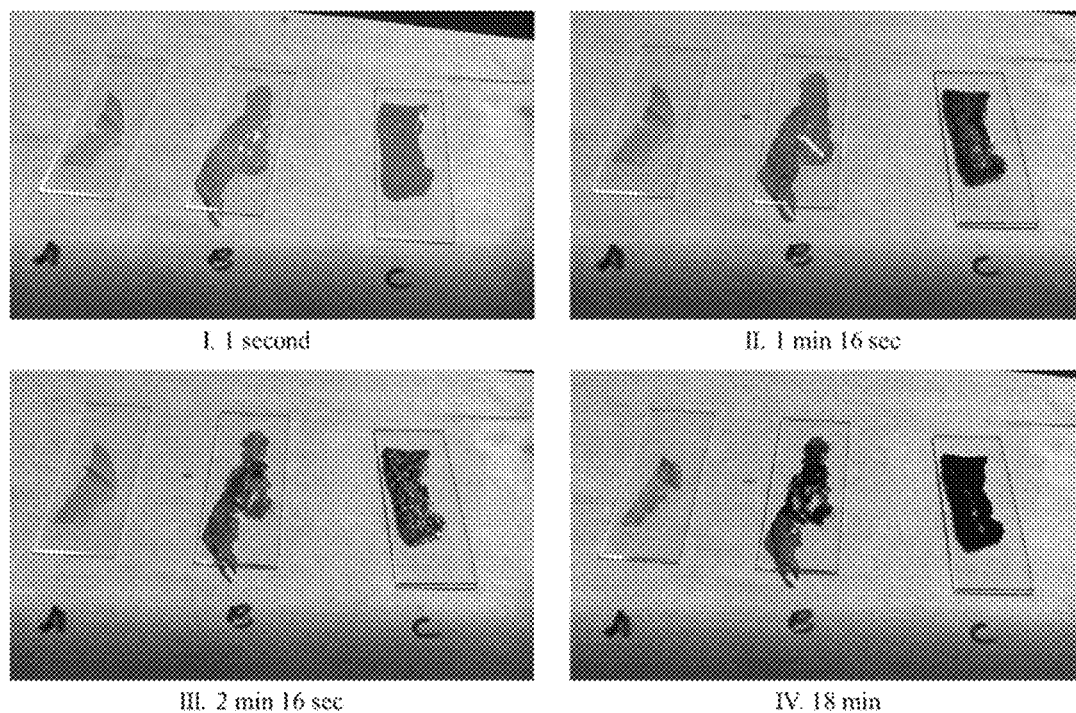 A B C
I. 1 second
A B C
II. 1 min 16 sec
A e C
III. 2 min 16 sec
A e C
IV. 18 min